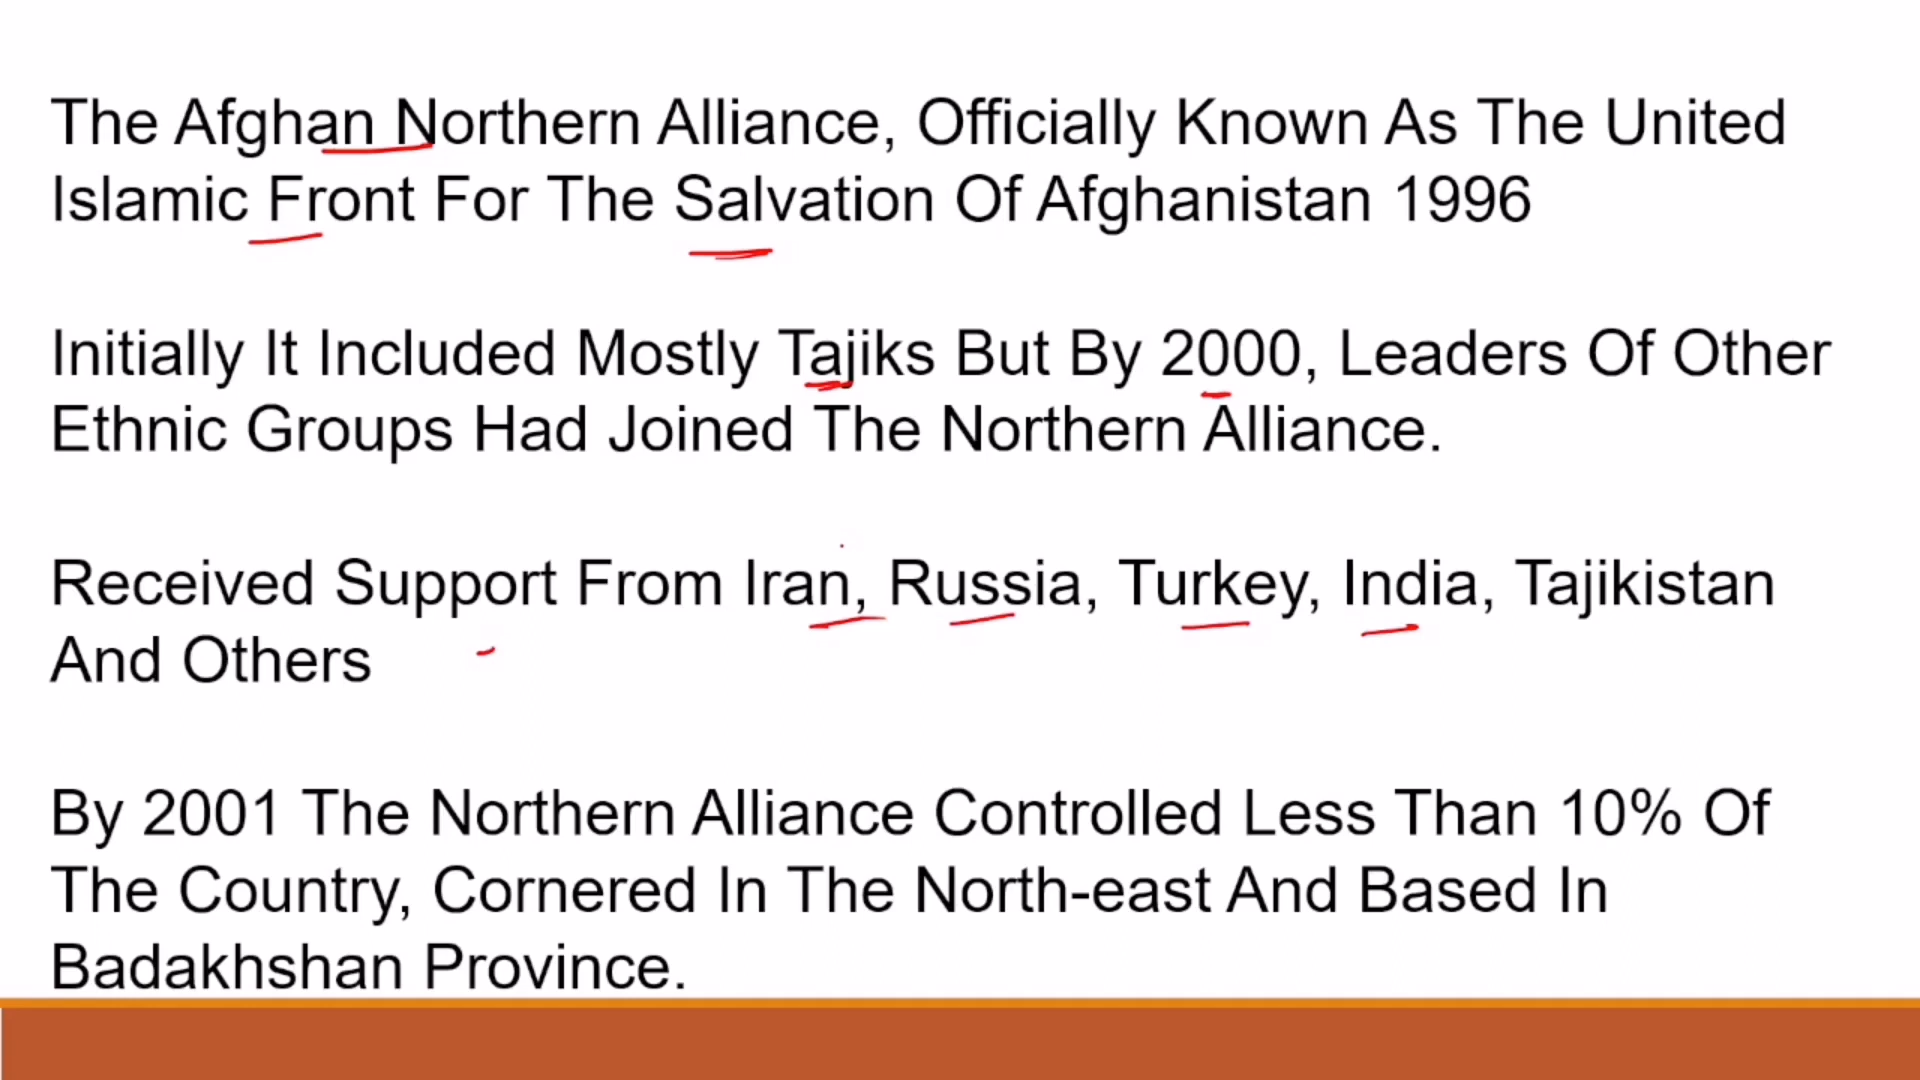 The Afghan Northern Alliance, Officially Known As The United
Islamic Front For The Salvation Of Afghanistan 1996
Initially It Included Mostly Tajiks But By 2000, Leaders Of Other
Ethnic Groups Had Joined The Northern Alliance.
Received Support From Iran, Russia, Turkey, India, Tajikistan
And Others
By 2001 The Northern Alliance Controlled Less Than 10% Of
The Country, Cornered In The North-east And Based In
Badakhshan Province.